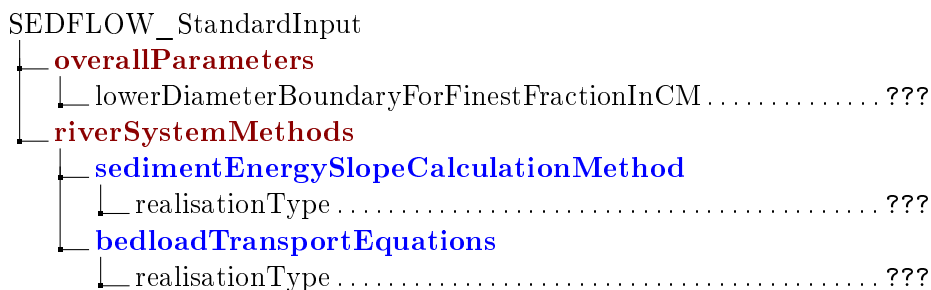 SEDFLOW_StandardInput
overallParameters
lowerDiameterBoundaryForFinestFractionInCM . . . . . . . . . . . . . . ???
riverSystemMethods
sedimentEnergySlopeCalculationMethod
realisationType . . . . . . . . . . . . . . . . . . . . . . . . . . . . . . . . . . . . . . . . . . ???
bedloadTransportEquations
realisationType . . . . . . . . . . . . . . . . . . . . . . . . . . . . . . . . . . . . . . . . . . ???